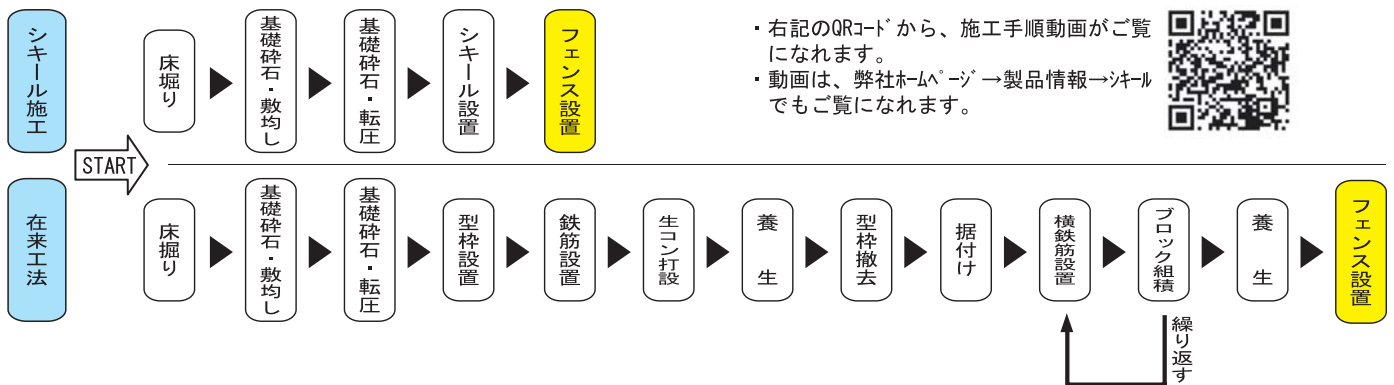 シキール施工
床堀り
基礎砕石・敷均し
基礎砕石・転圧
シキール設置
フェンス設置
・右記のQRｺｰﾄﾞから、施工手順動画がご覧
になれます。
・動画は、弊社ﾎｰﾑﾍﾟｰｼﾞ→製品情報→ｼｷｰﾙ
でもご覧になれます。
START
在来工法
床掘り
基礎砕石・敷均し
基礎砕石・転圧
型枠設置
鉄筋設置
生コン打設
養生
型枠撤去
据付け
横鉄筋設置
ブロック組積
養生
フェンス設置
繰り返す